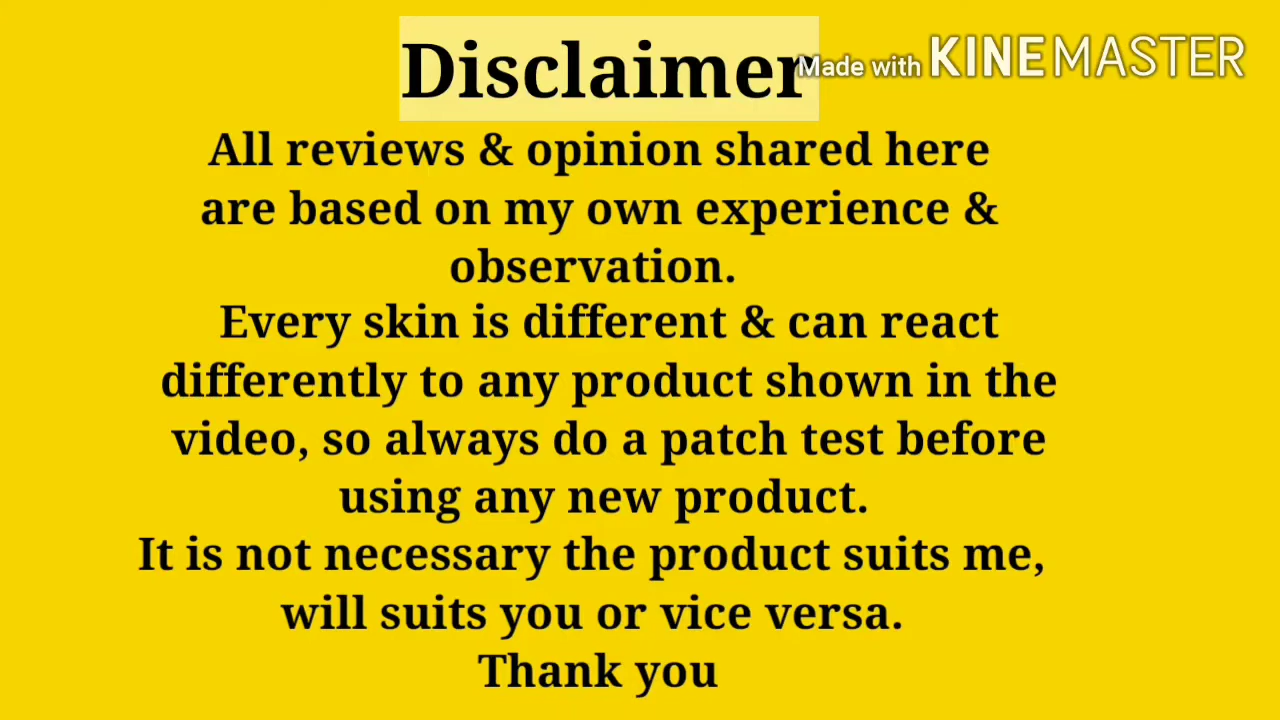 Disclaimer
Made with KINEMASTER
All reviews & opinion shared here
are based on my own experience &
observation.
Every skin is different & can react
differently to any product shown in the
video, so always do a patch test before
using any new product.
It is not necessary the product suits me,
will suits you or vice versa.
Thank you